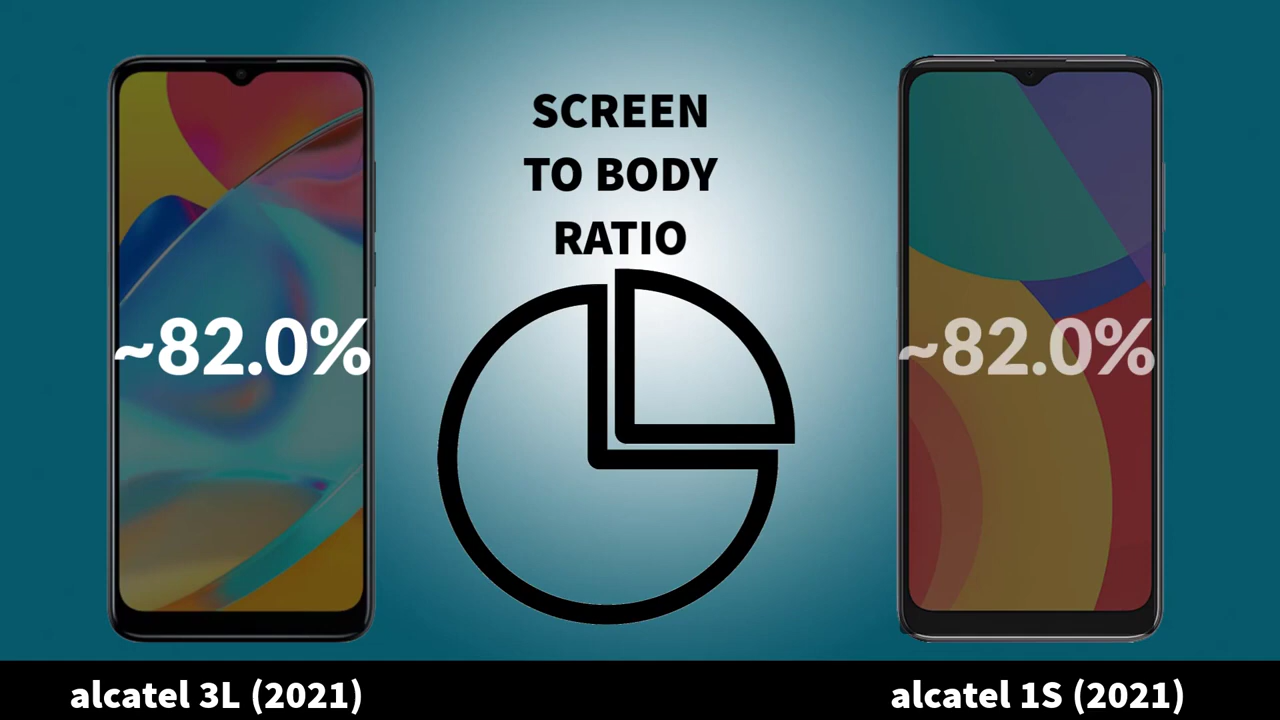 SCREEN
TO BODY
RATIO
~82.0%
~82.0%
alcatel 3L (2021)
alcatel 1S (2021)